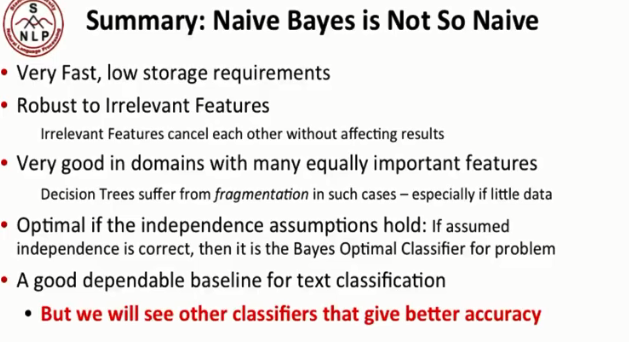 S
NLP
Summary: Naive Bayes is Not So Naive
• Very Fast, low storage requirements
• Robust to Irrelevant Features
Irrelevant Features cancel each other without affecting results
• Very good in domains with many equally important features
Decision Trees suffer from fragmentation in such cases – especially if little data
• Optimal if the independence assumptions hold: If assumed
independence is correct, then it is the Bayes Optimal Classifier for problem
• A good dependable baseline for text classification
• But we will see other classifiers that give better accuracy